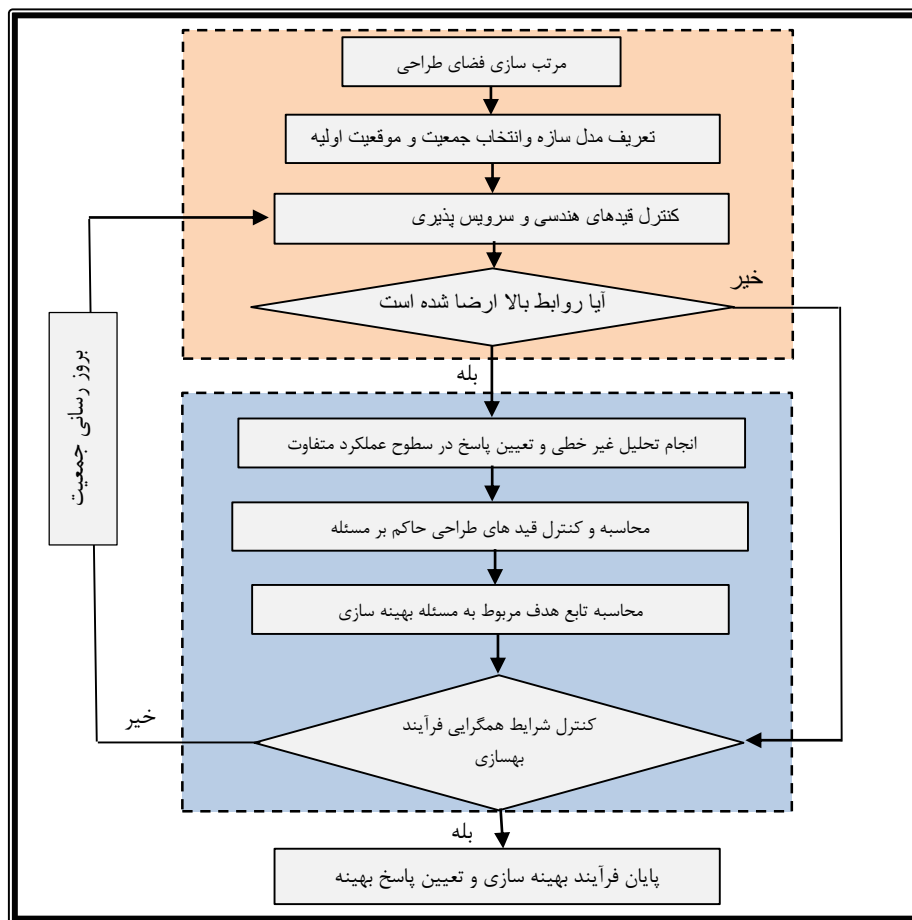 مرتب سازی فضای طراحی
تعریف مدل سازه وانتخاب جمعیت و موقعیت اولیه
کنترل قیدهای هندسی و سرویس پذیری
آیا روابط بالا ارضا شده است
خیر
بله
بروز رسانی جمعیت
انجام تحلیل غیر خطی و تعیین پاسخ در سطوح عملکرد متفاوت
محاسبه و کنترل قید های طراحی حاکم بر مسئله
محاسبه تابع هدف مربوط به مسئله بهینه سازی
کنترل شرایط همگرایی فرآیند
بهسازی
خیر
بله
پایان فرآیند بهینه سازی و تعیین پاسخ بهینه